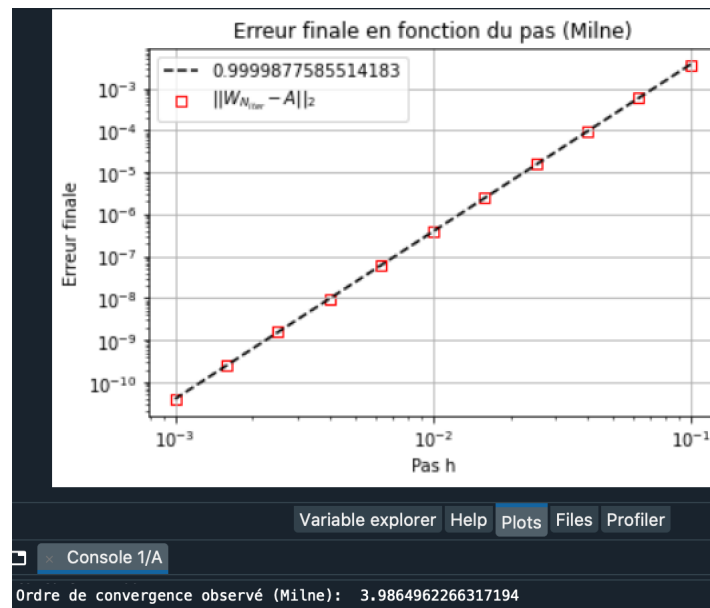 Erreur finale en fonction du pas (Milne)
0.9999877585514183
||W_{N_{iter}} − A||₂
Erreur finale
10⁻³
10⁻⁴
10⁻⁵
10⁻⁶
10⁻⁷
10⁻⁸
10⁻⁹
10⁻¹⁰
10⁻³ 10⁻² 10⁻¹
Pas h
Variable explorer Help Plots Files Profiler
× Console 1/A
Ordre de convergence observé (Milne): 3.9864962266317194